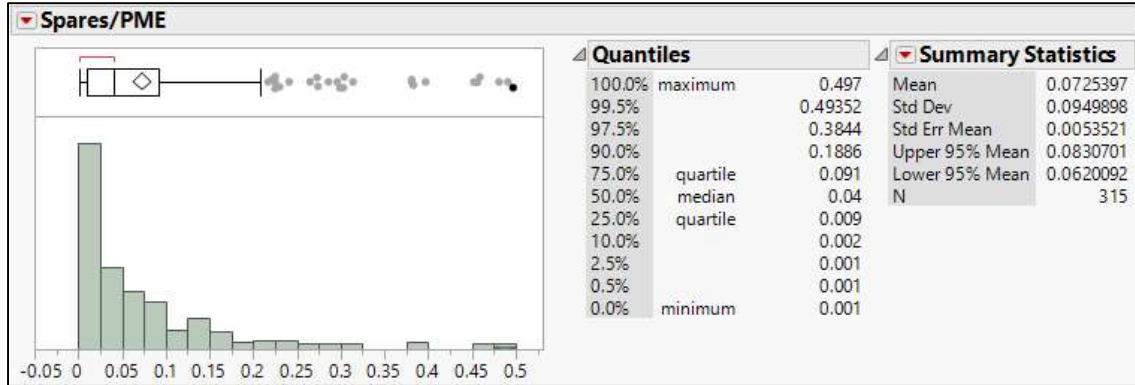 Spares/PME
Quantiles
100.0% maximum 0.497
99.5% 0.49352
97.5% 0.3844
90.0% 0.1886
75.0% quartile 0.091
50.0% median 0.04
25.0% quartile 0.009
10.0% 0.002
2.5% 0.001
0.5% 0.001
0.0% minimum 0.001
Summary Statistics
Mean 0.0725397
Std Dev 0.0949898
Std Err Mean 0.0053521
Upper 95% Mean 0.0830701
Lower 95% Mean 0.0620092
N 315
-0.05 0 0.05 0.1 0.15 0.2 0.25 0.3 0.35 0.4 0.45 0.5